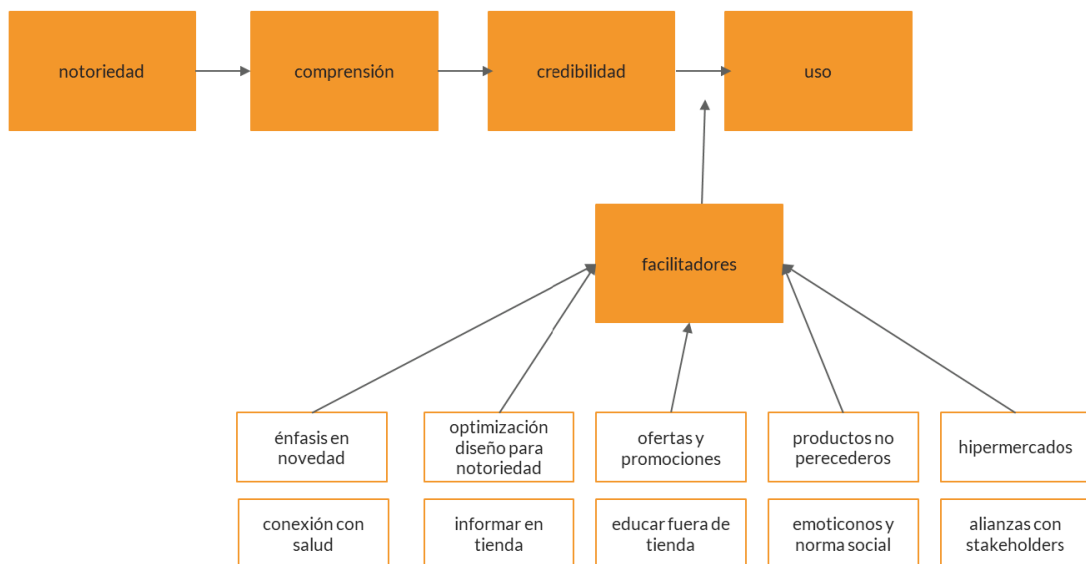 notoriedad
comprensión
credibilidad
uso
facilitadores
énfasis en
novedad
optimización
diseño para
notoriedad
ofertas y
promociones
productos no
perecederos
hipermercados
conexión con
salud
informar en
tienda
educar fuera de
tienda
emoticonos y
norma social
alianzas con
stakeholders